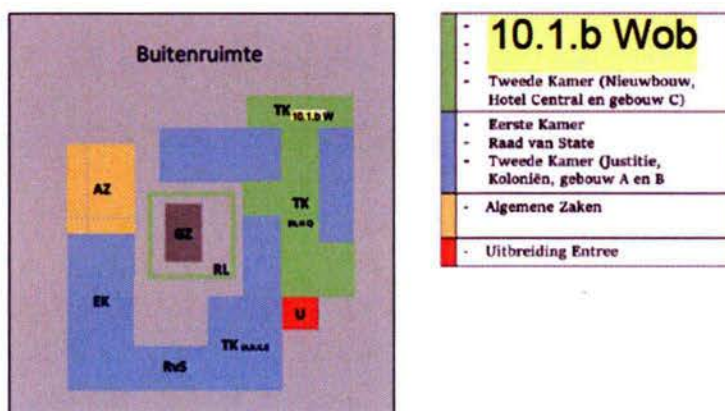 Buitenruimte
TK 10.1.b W
AZ
TK
GZ
RL
EK
U
TK
RvS
- 10.1.b Wob
-
-
-
- Tweede Kamer (Nieuwbouw,
Hotel Central en gebouw C)
- Eerste Kamer
- Raad van State
- Tweede Kamer (Justitie,
Koloniën, gebouw A en B
- Algemene Zaken
- Uitbreiding Entree